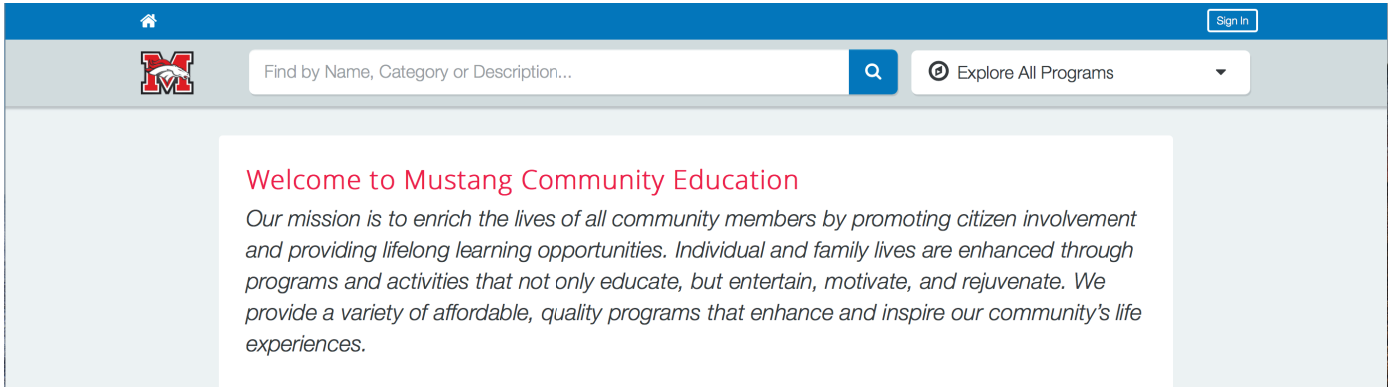 Sign In
M
Find by Name, Category or Description...
Explore All Programs
Welcome to Mustang Community Education
Our mission is to enrich the lives of all community members by promoting citizen involvement
and providing lifelong learning opportunities. Individual and family lives are enhanced through
programs and activities that not only educate, but entertain, motivate, and rejuvenate. We
provide a variety of affordable, quality programs that enhance and inspire our community’s life
experiences.